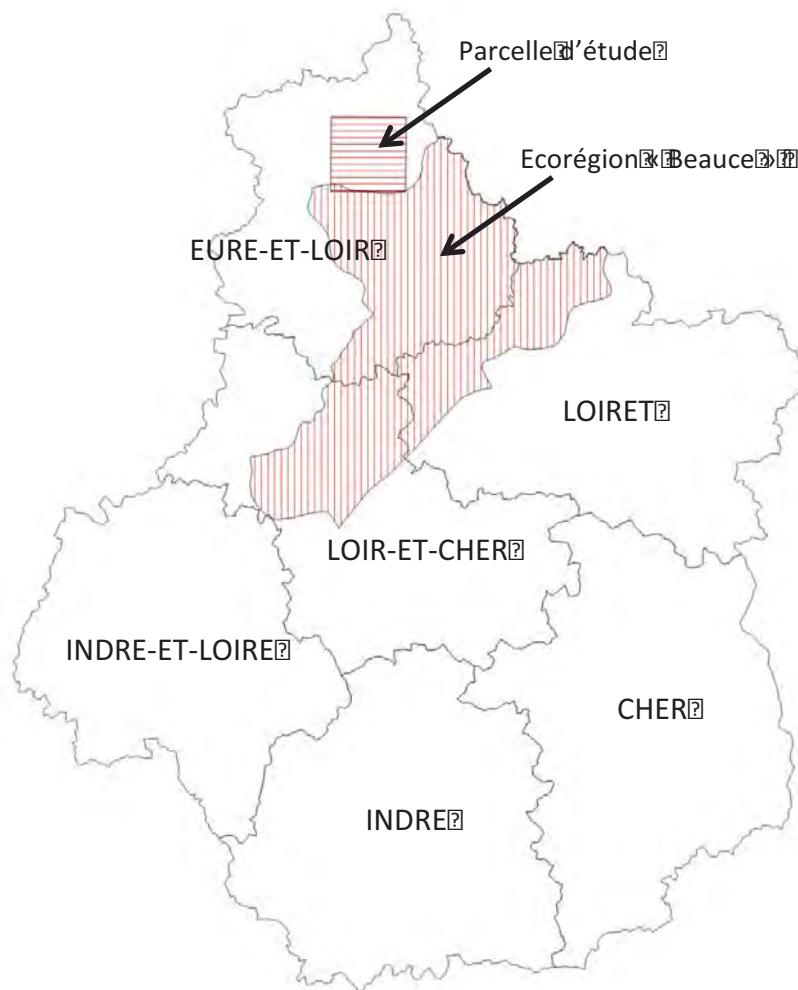 Parcelle d'étude
Ecorégion « Beauce »
EURE-ET-LOIR
LOIRET
LOIR-ET-CHER
INDRE-ET-LOIRE
CHER
INDRE